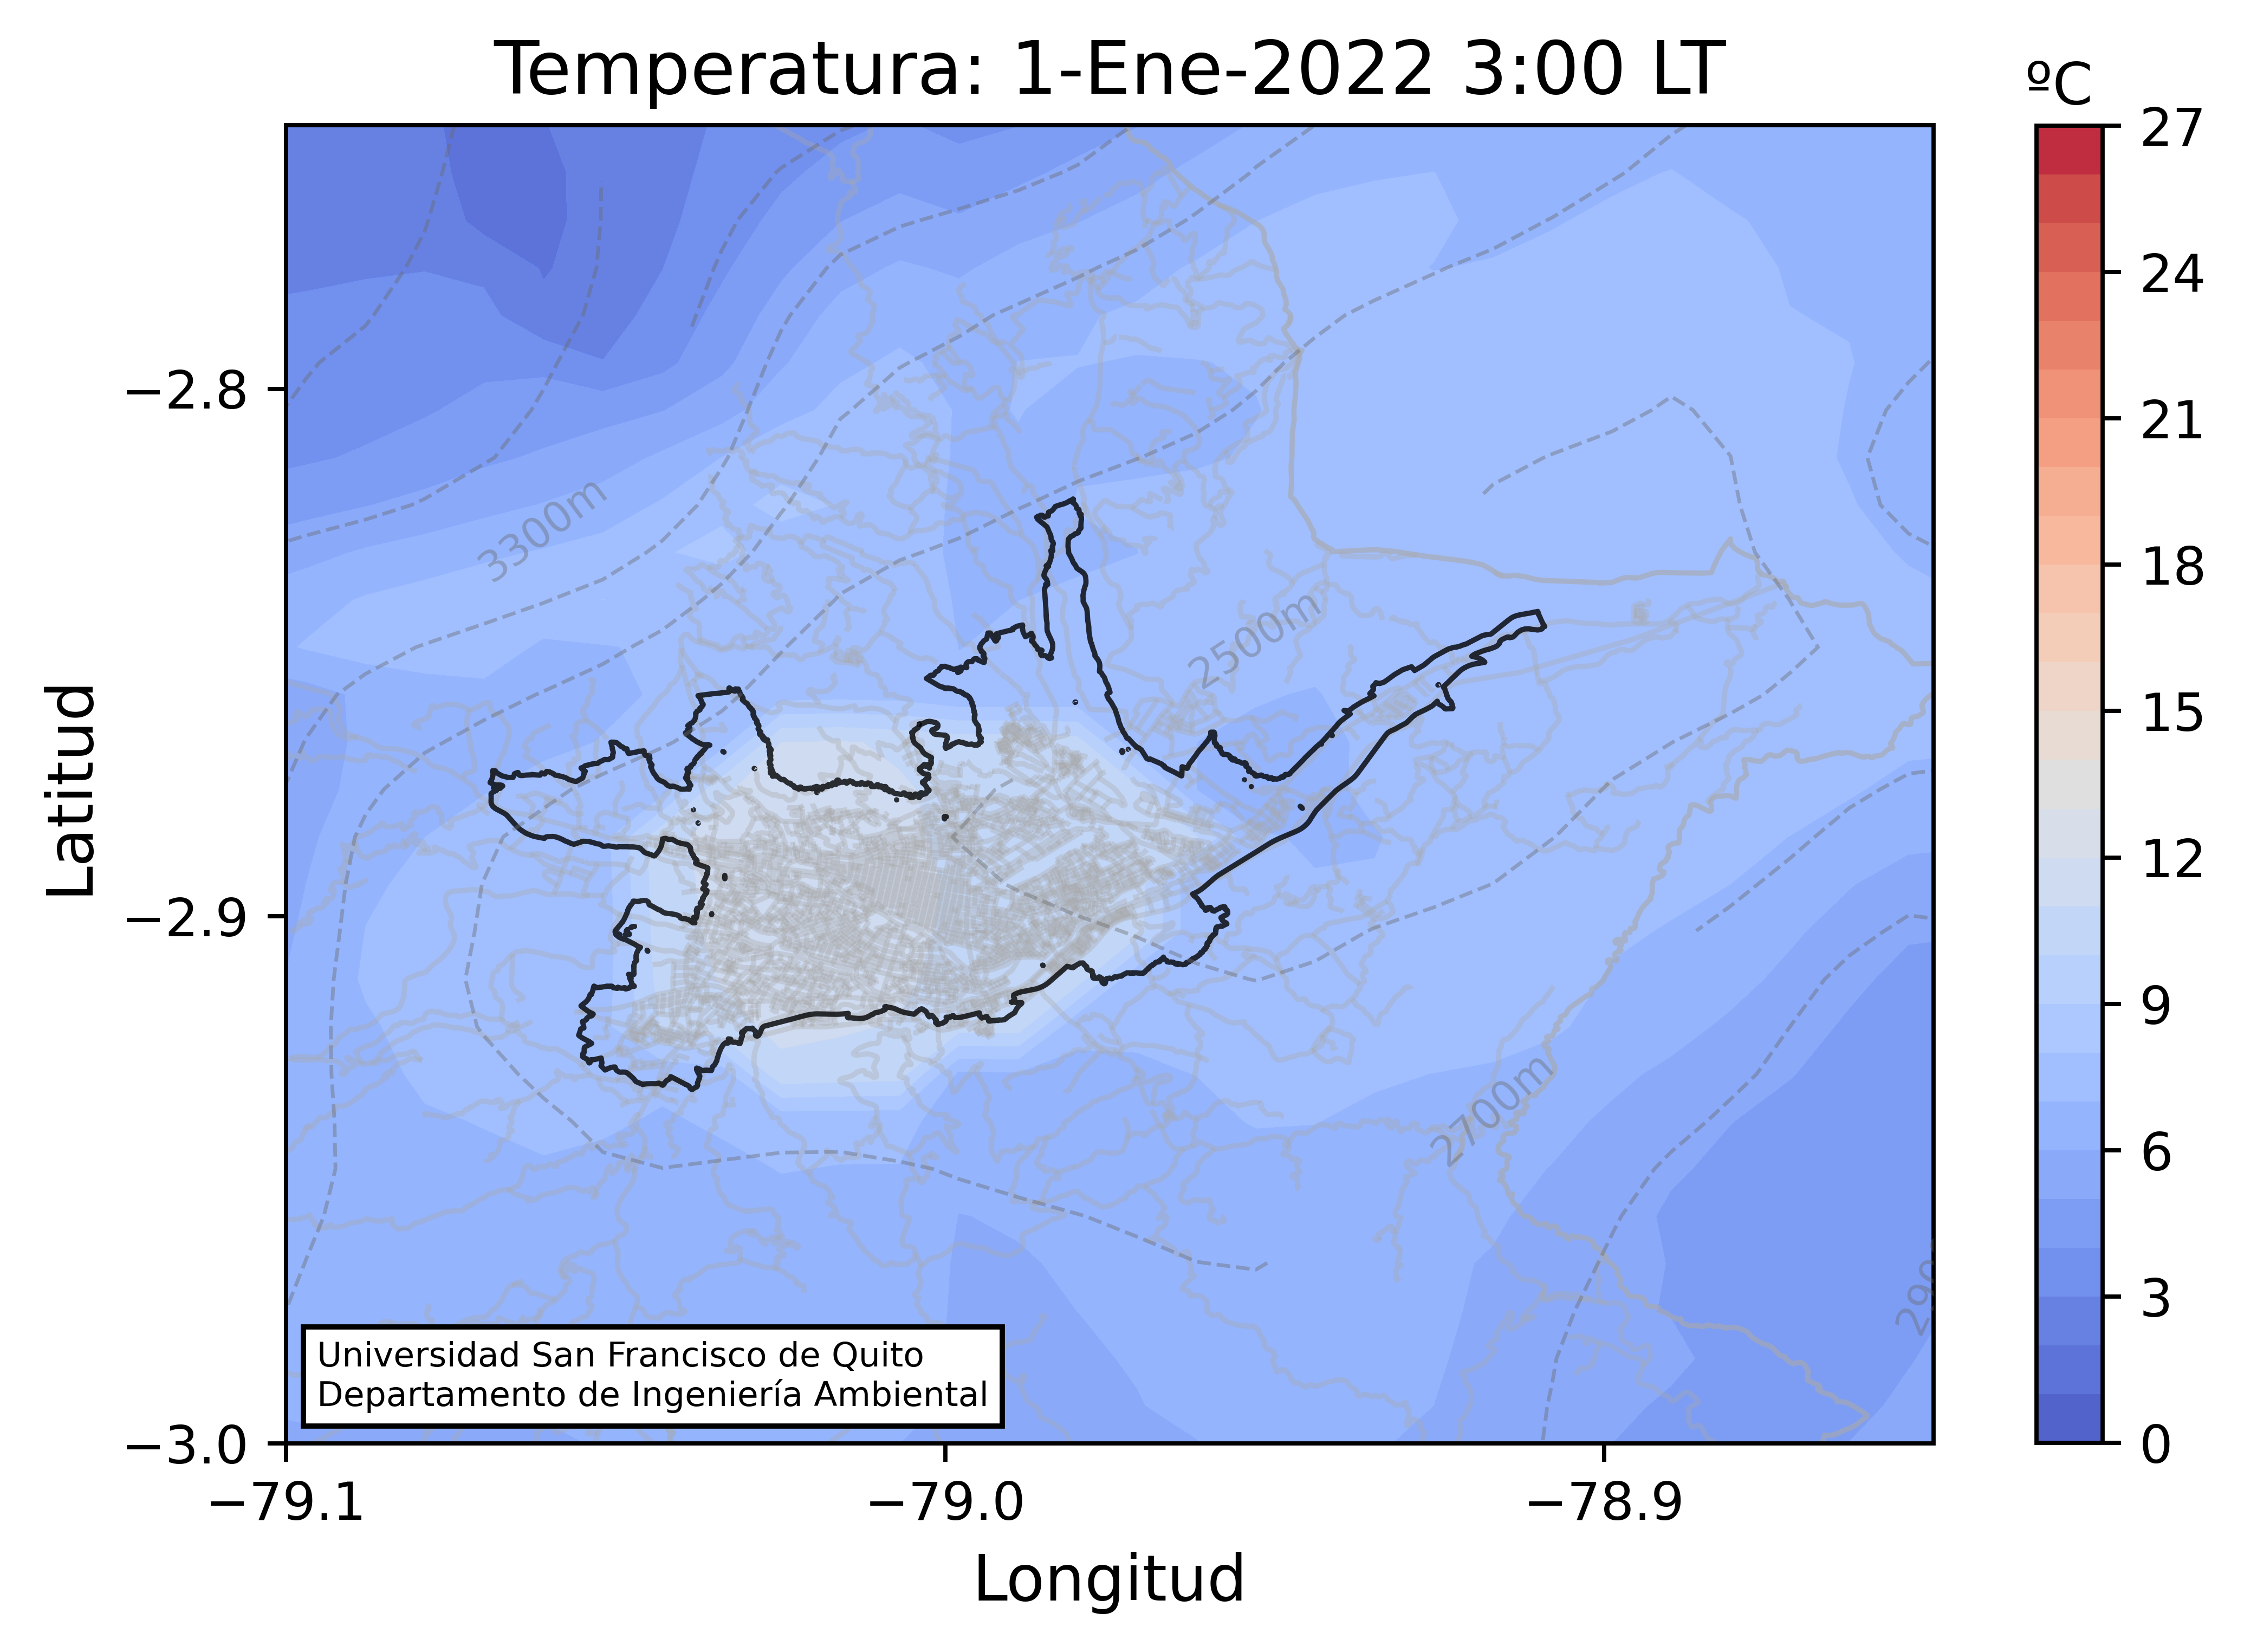 Temperatura: 1-Ene-2022 3:00 LT
ºC
27
24
21
18
15
12
9
6
3
0
Latitud
−2.8
−2.9
−3.0
3300m
2500m
2700m
Universidad San Francisco de Quito
Departamento de Ingeniería Ambiental
−79.1
−79.0
−78.9
Longitud